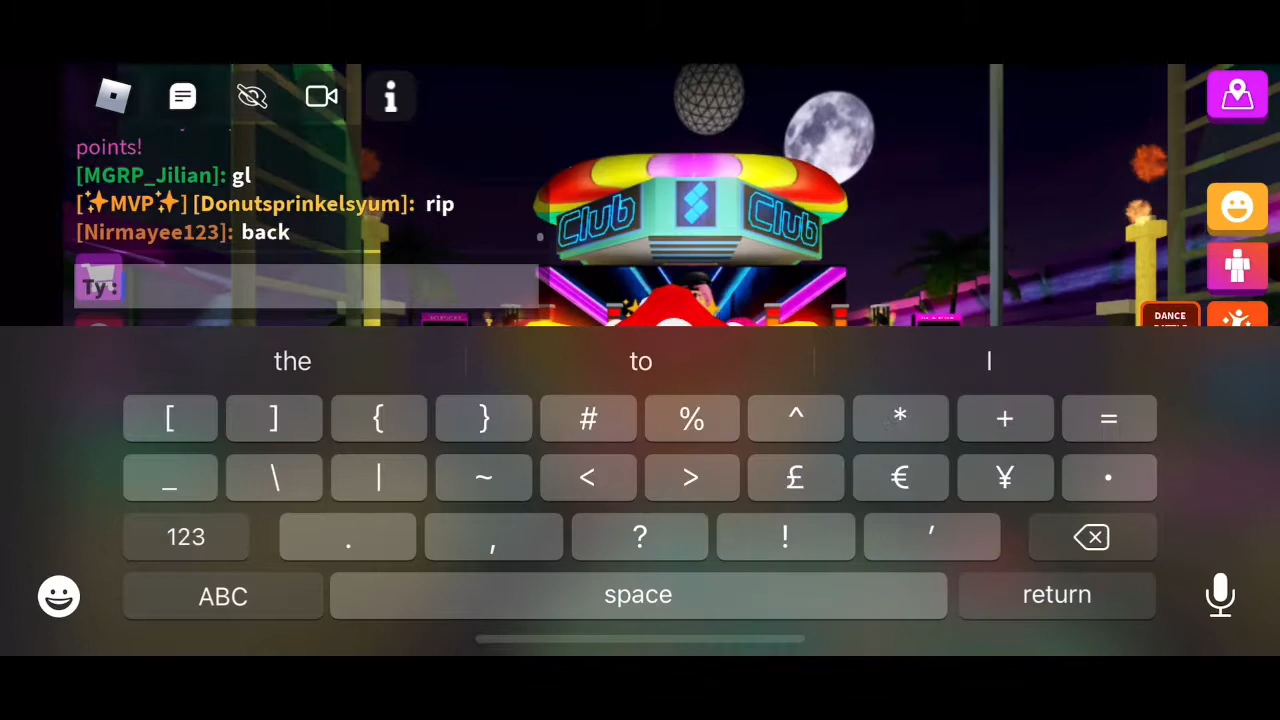 points!
[MGRP_Jilian]: gl
[✨MVP✨] [Donutsprinkelsyum]: rip
[Nirmayee123]: back
Ty:
Club Club
DANCE
the to I
[ ] { } # % ^ * + =
_ \ | ~ < > £ € ¥ •
123 . , ? ! ’
ABC space return